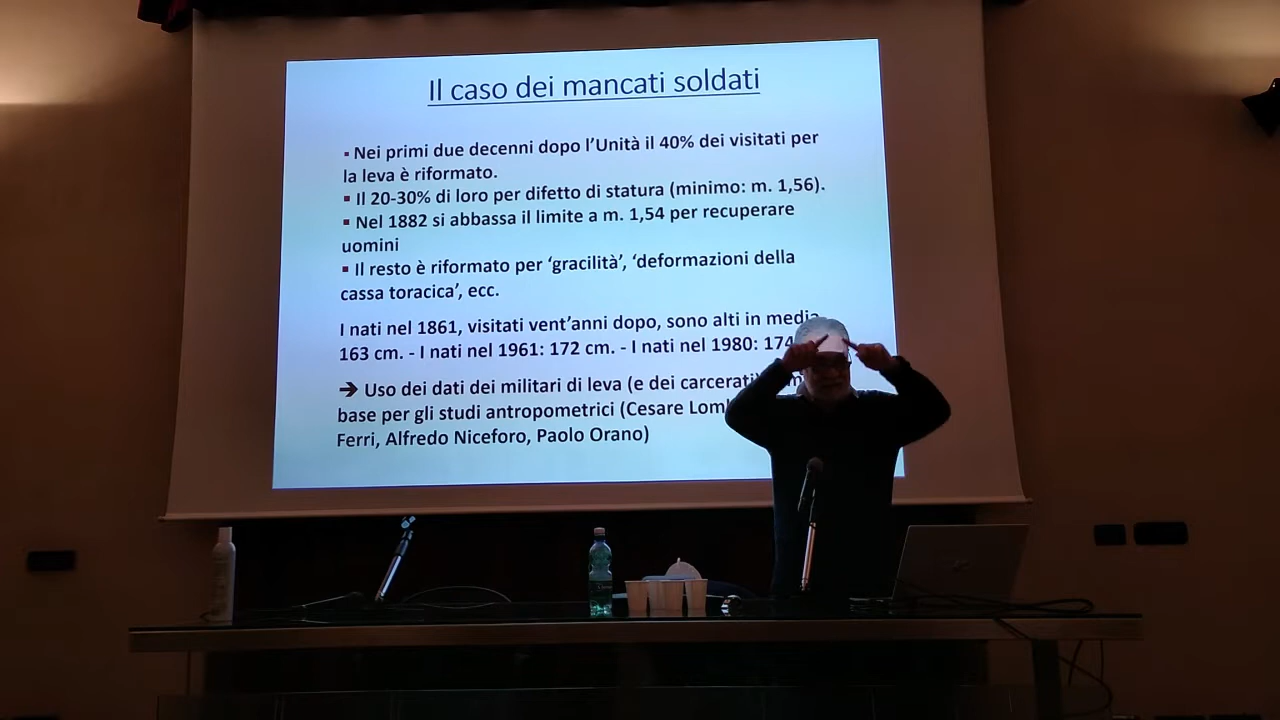 Il caso dei mancati soldati
▪ Nei primi due decenni dopo l'Unità il 40% dei visitati per
la leva è riformato.
▪ Il 20-30% di loro per difetto di statura (minimo: m. 1,56).
▪ Nel 1882 si abbassa il limite a m. 1,54 per recuperare
uomini
▪ Il resto è riformato per 'gracilità', 'deformazioni della
cassa toracica', ecc.
I nati nel 1861, visitati vent'anni dopo, sono alti in media
163 cm. - I nati nel 1961: 172 cm. - I nati nel 1980: 174
➔ Uso dei dati dei militari di leva (e dei carcerati)
base per gli studi antropometrici (Cesare
Ferri, Alfredo Niceforo, Paolo Orano)